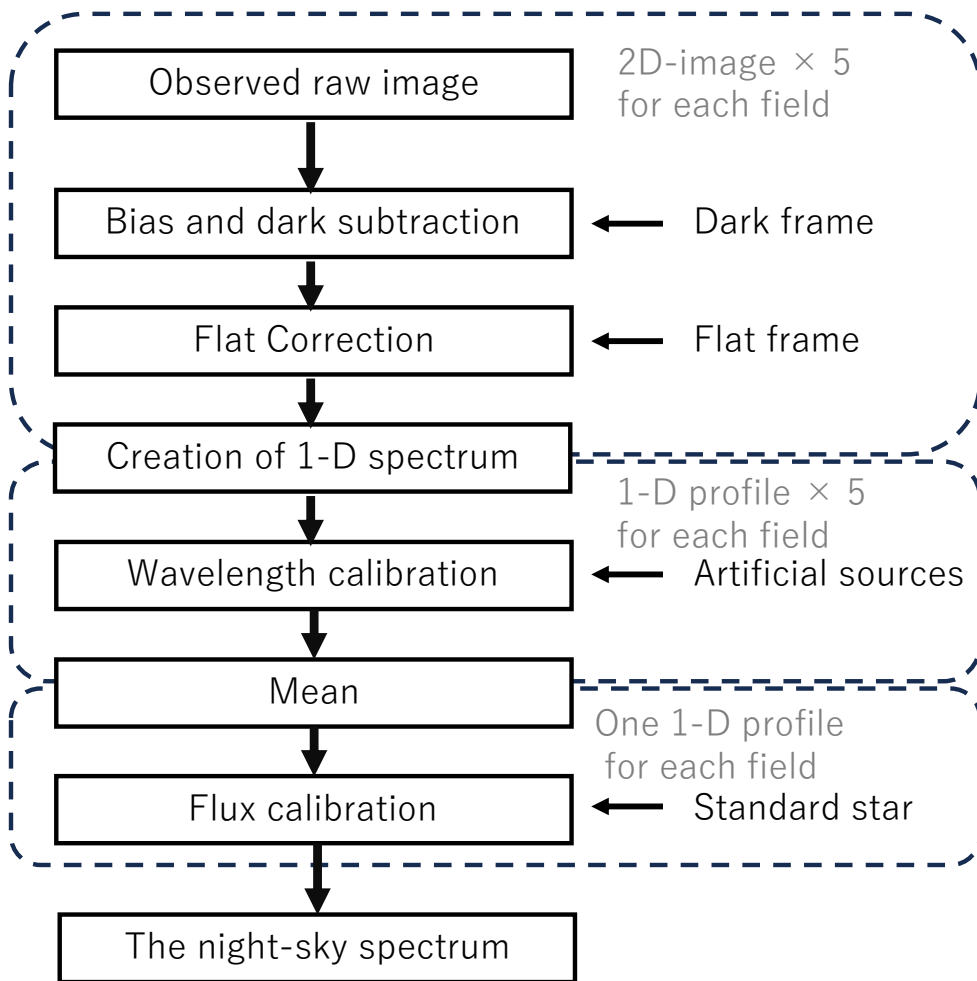 Observed raw image
2D-image × 5
for each field
Bias and dark subtraction
Dark frame
Flat Correction
Flat frame
Creation of 1-D spectrum
1-D profile × 5
for each field
Wavelength calibration
Artificial sources
Mean
One 1-D profile
for each field
Flux calibration
Standard star
The night-sky spectrum